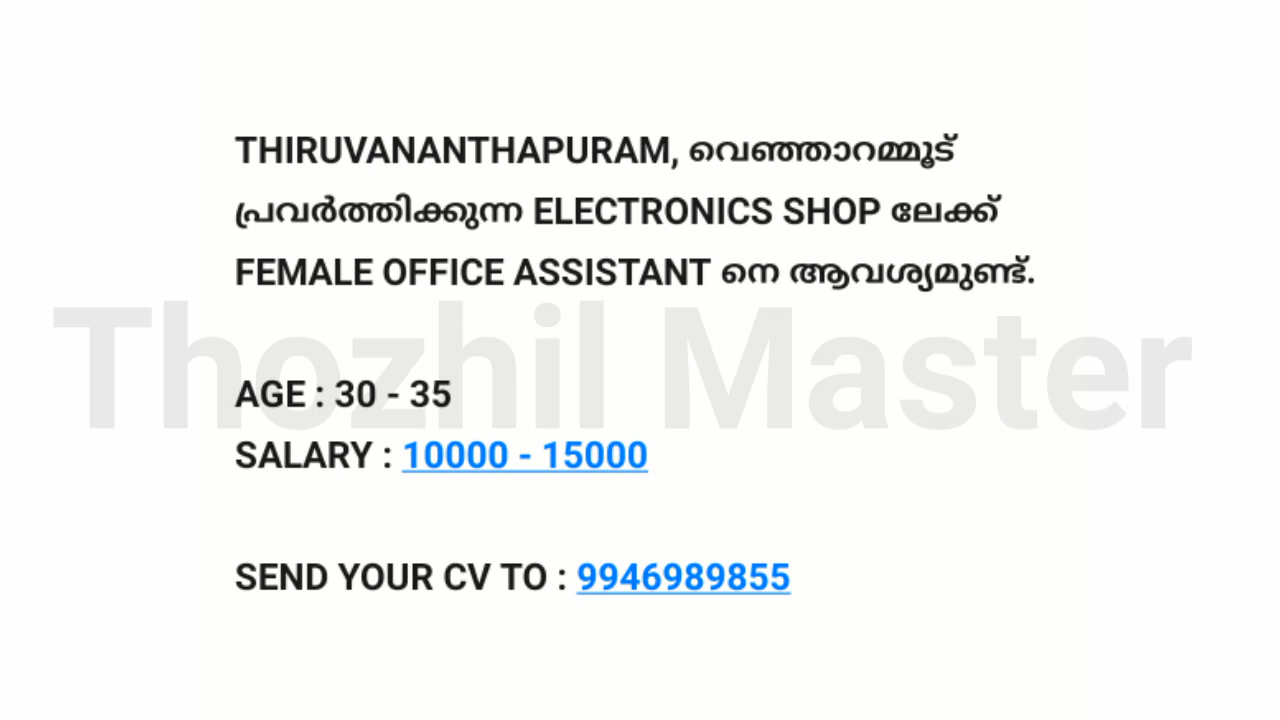 THIRUVANANTHAPURAM, വെഞ്ഞാറമ്മൂട്
പ്രവർത്തിക്കുന്ന ELECTRONICS SHOP ലേക്ക്
FEMALE OFFICE ASSISTANT നെ ആവശ്യമുണ്ട്.
Thozhil Master
AGE : 30 - 35
SALARY : 10000 - 15000
SEND YOUR CV TO : 9946989855